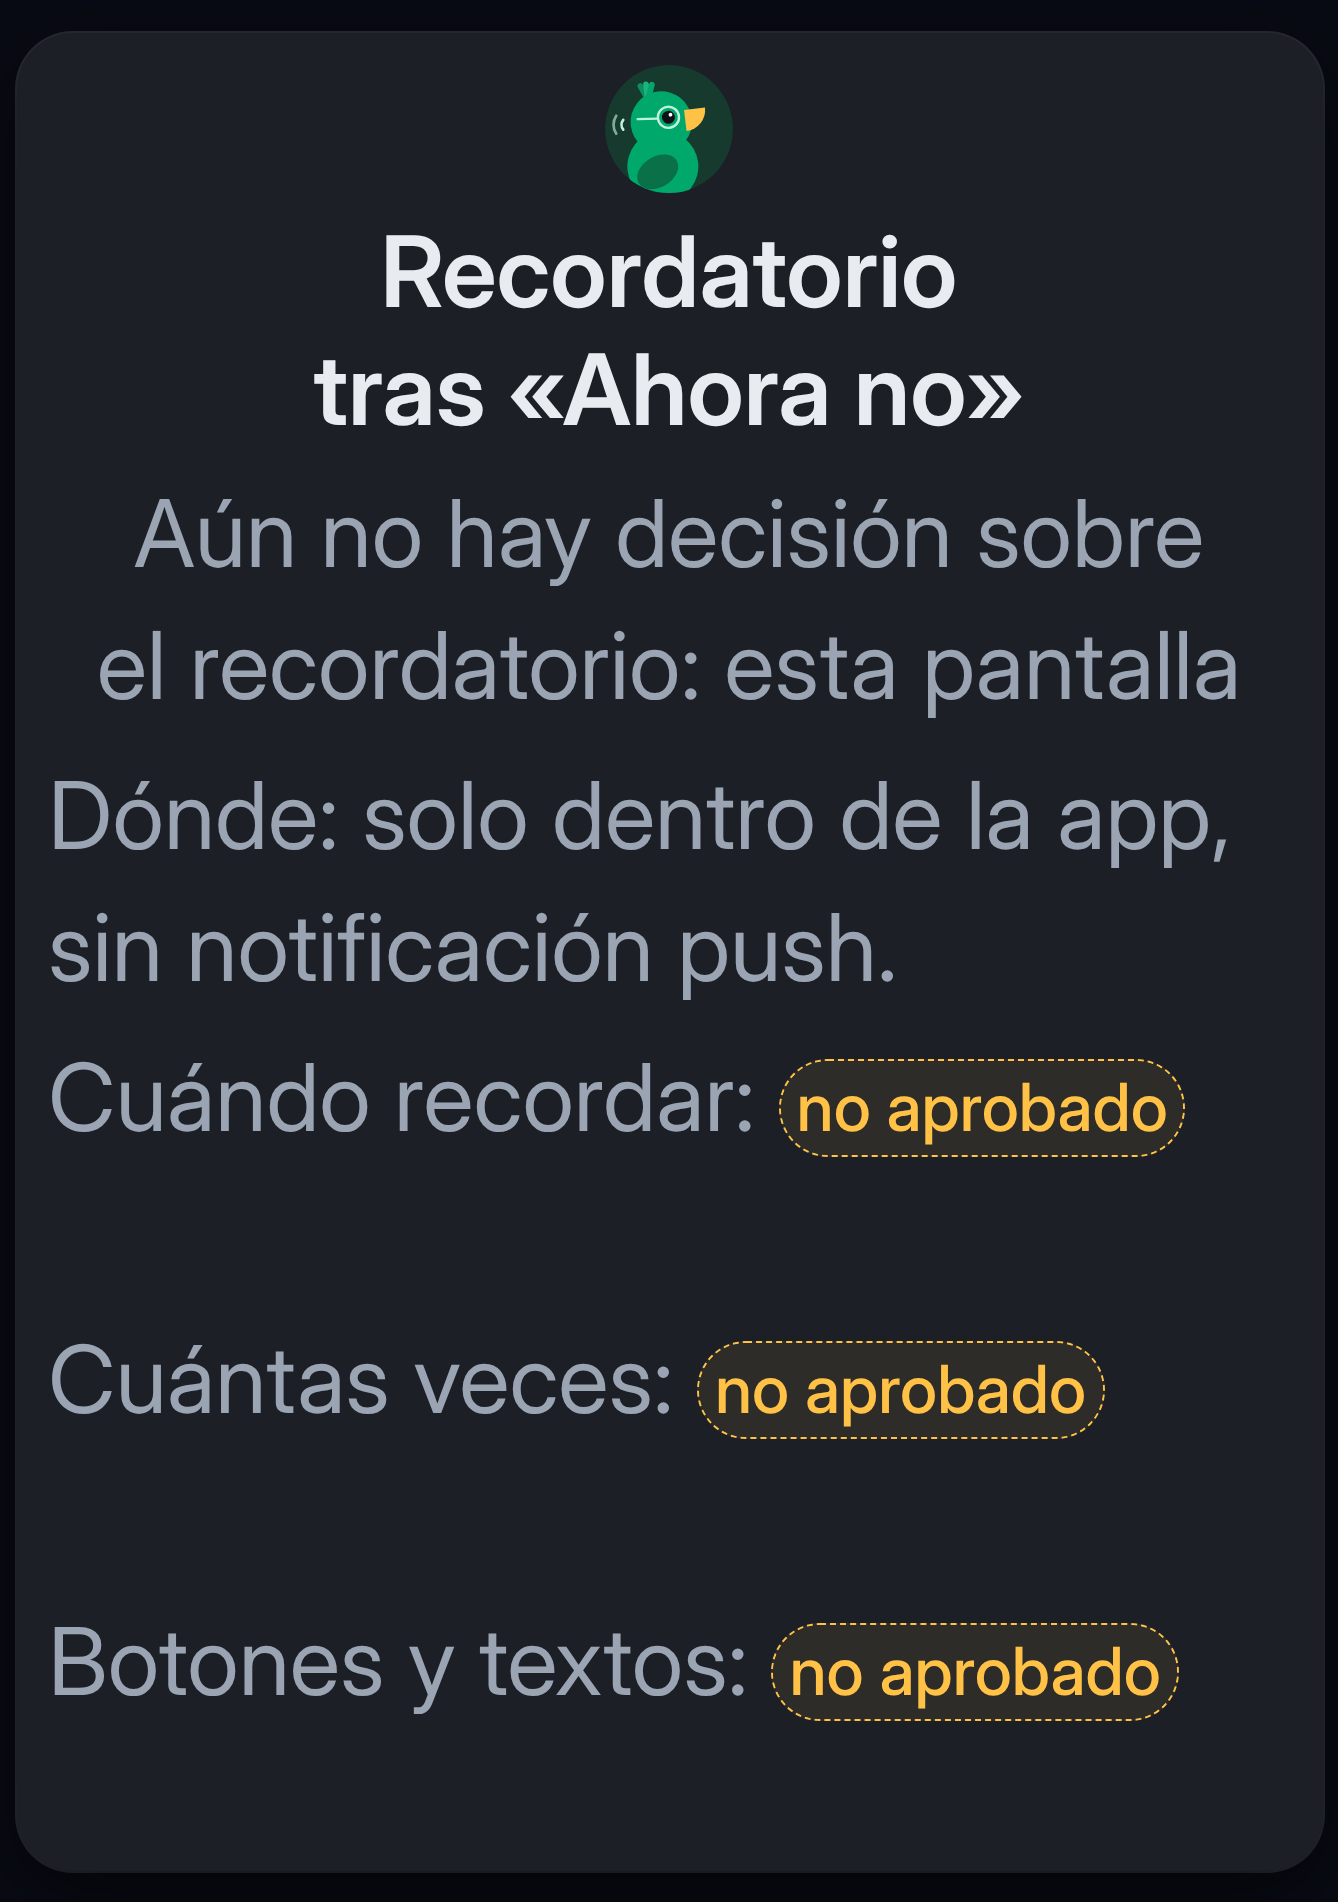 Recordatorio
tras «Ahora no»
Aún no hay decisión sobre
el recordatorio: esta pantalla
Dónde: solo dentro de la app,
sin notificación push.
Cuándo recordar: no aprobado
Cuántas veces: no aprobado
Botones y textos: no aprobado